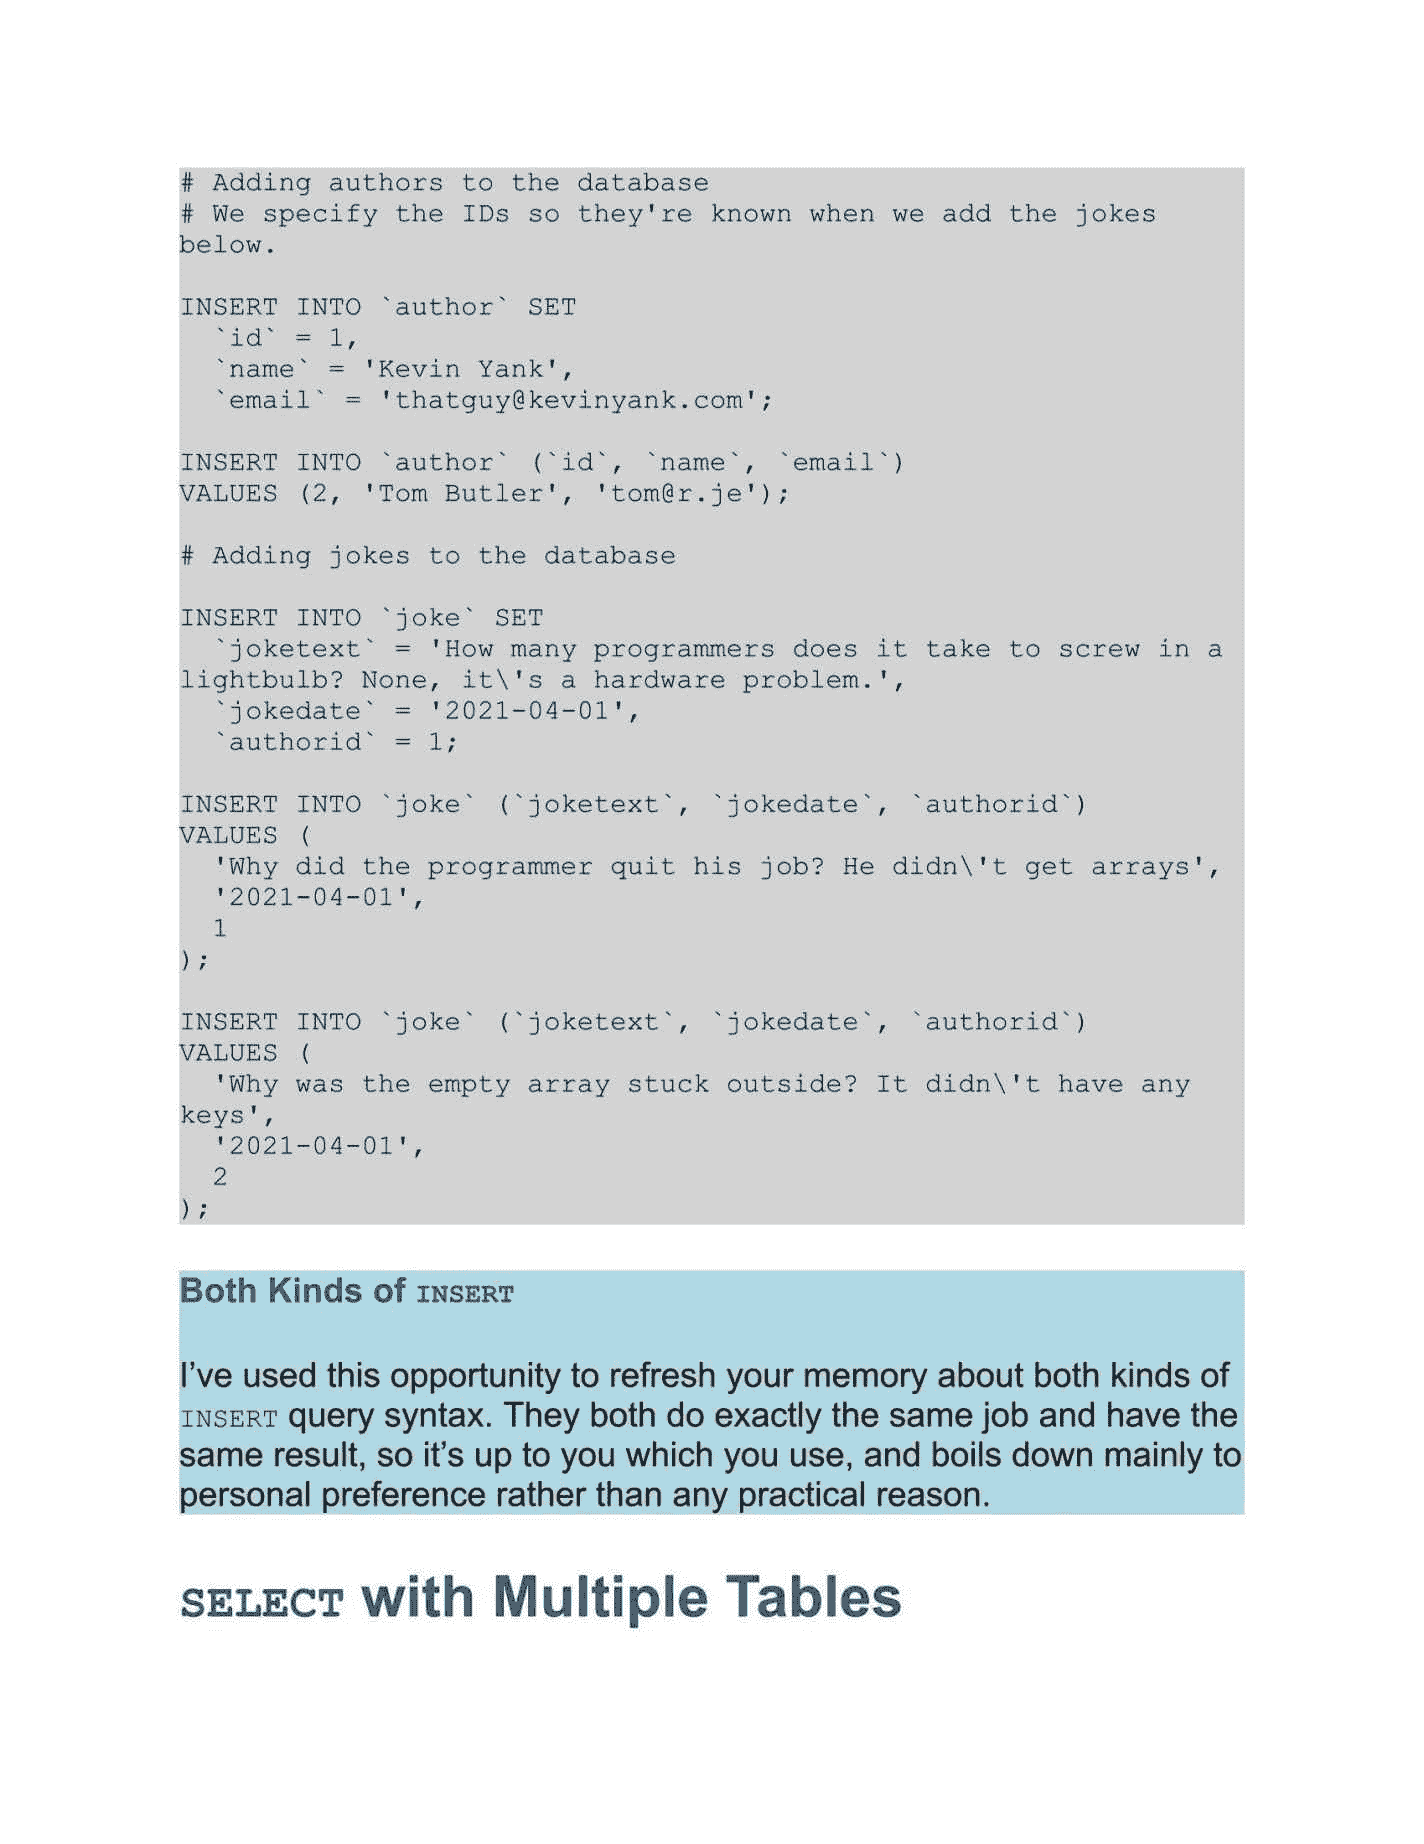 # Adding authors to the database
# We specify the IDs so they're known when we add the jokes
below.
INSERT INTO `author` SET
  `id` = 1,
  `name` = 'Kevin Yank',
  `email` = 'thatguy@kevinyank.com';
INSERT INTO `author` (`id`, `name`, `email`)
VALUES (2, 'Tom Butler', 'tom@r.je');
# Adding jokes to the database
INSERT INTO `joke` SET
  `joketext` = 'How many programmers does it take to screw in a
lightbulb? None, it\'s a hardware problem.',
  `jokedate` = '2021-04-01',
  `authorid` = 1;
INSERT INTO `joke` (`joketext`, `jokedate`, `authorid`)
VALUES (
  'Why did the programmer quit his job? He didn\'t get arrays',
  '2021-04-01',
  1
);
INSERT INTO `joke` (`joketext`, `jokedate`, `authorid`)
VALUES (
  'Why was the empty array stuck outside? It didn\'t have any
keys',
  '2021-04-01',
  2
);
Both Kinds of INSERT
I’ve used this opportunity to refresh your memory about both kinds of
INSERT query syntax. They both do exactly the same job and have the
same result, so it’s up to you which you use, and boils down mainly to
personal preference rather than any practical reason.
SELECT with Multiple Tables